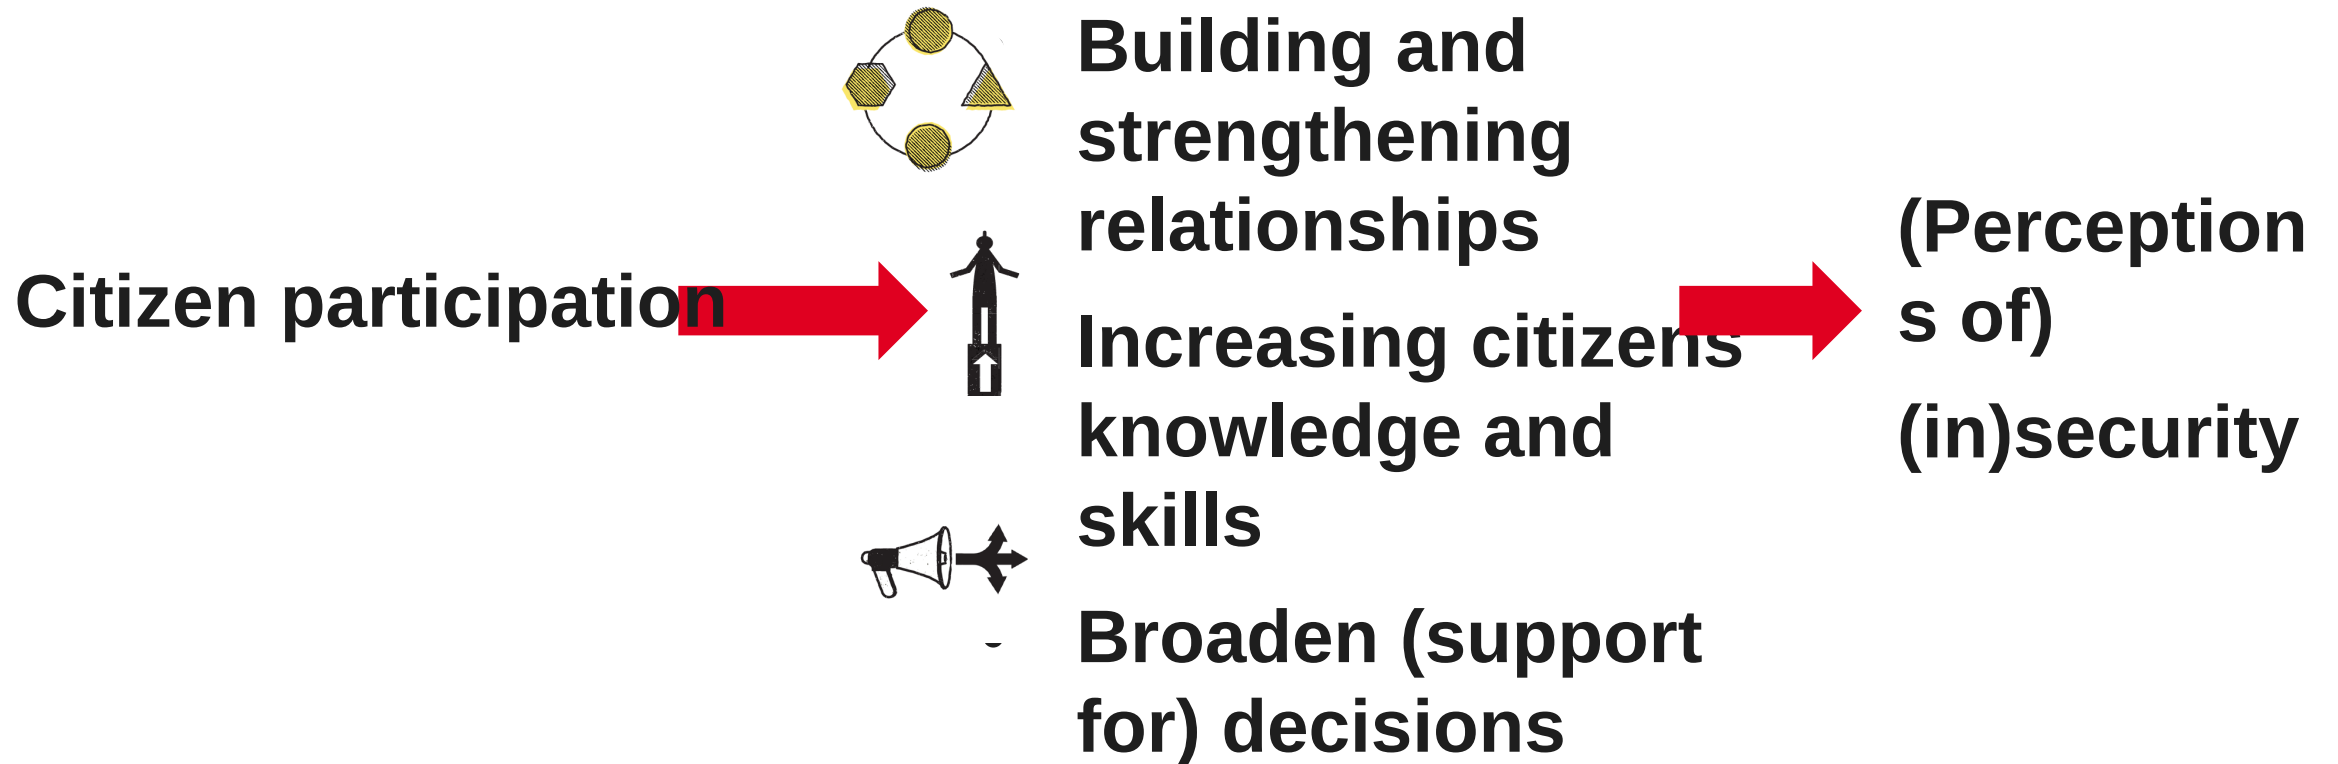 Citizen participation
Building and
strengthening
relationships
Increasing citizens
knowledge and
skills
Broaden (support
for) decisions
(Perception
s of)
(in)security